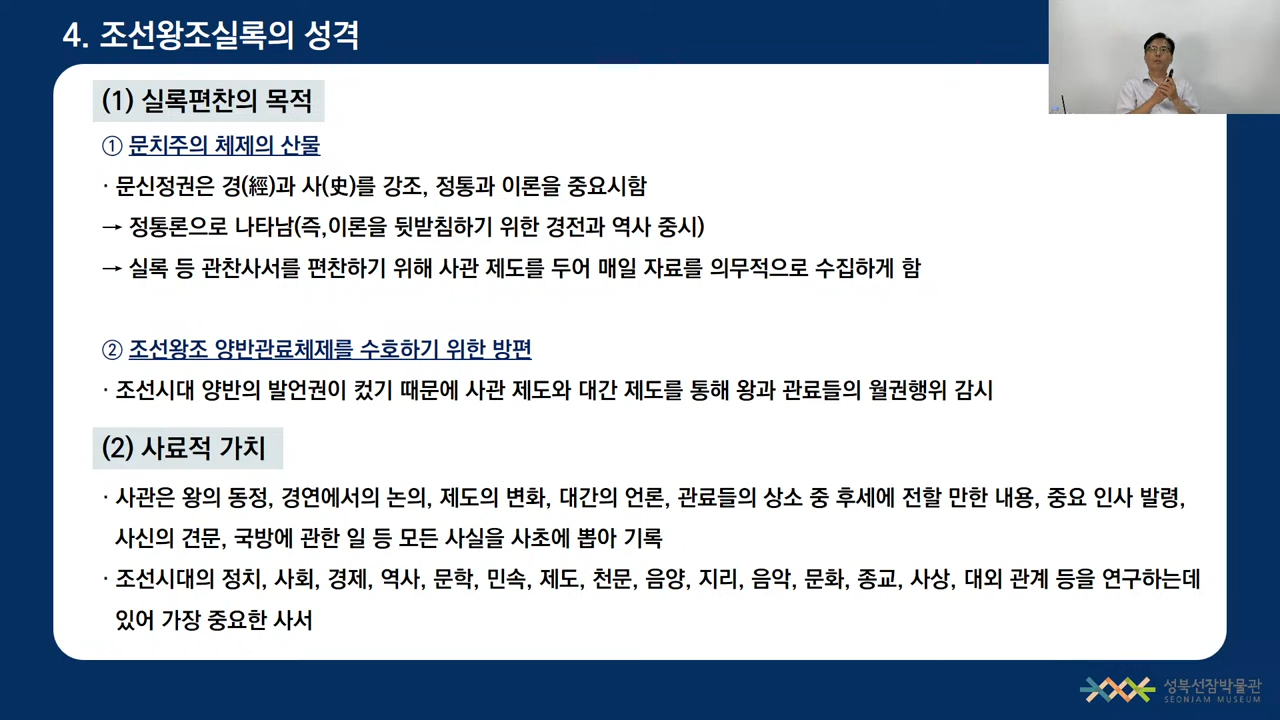 4. 조선왕조실록의 성격
(1) 실록편찬의 목적
① 문치주의 체제의 산물
· 문신정권은 경(經)과 사(史)를 강조, 정통과 이론을 중요시함
→ 정통론으로 나타남(즉,이론을 뒷받침하기 위한 경전과 역사 중시)
→ 실록 등 관찬사서를 편찬하기 위해 사관 제도를 두어 매일 자료를 의무적으로 수집하게 함
② 조선왕조 양반관료체제를 수호하기 위한 방편
· 조선시대 양반의 발언권이 컸기 때문에 사관 제도와 대간 제도를 통해 왕과 관료들의 월권행위 감시
(2) 사료적 가치
· 사관은 왕의 동정, 경연에서의 논의, 제도의 변화, 대간의 언론, 관료들의 상소 중 후세에 전할 만한 내용, 중요 인사 발령,
사신의 견문, 국방에 관한 일 등 모든 사실을 사초에 뽑아 기록
· 조선시대의 정치, 사회, 경제, 역사, 문학, 민속, 제도, 천문, 음양, 지리, 음악, 문화, 종교, 사상, 대외 관계 등을 연구하는데
있어 가장 중요한 사서
성북선잠박물관
SEONJAM MUSEUM